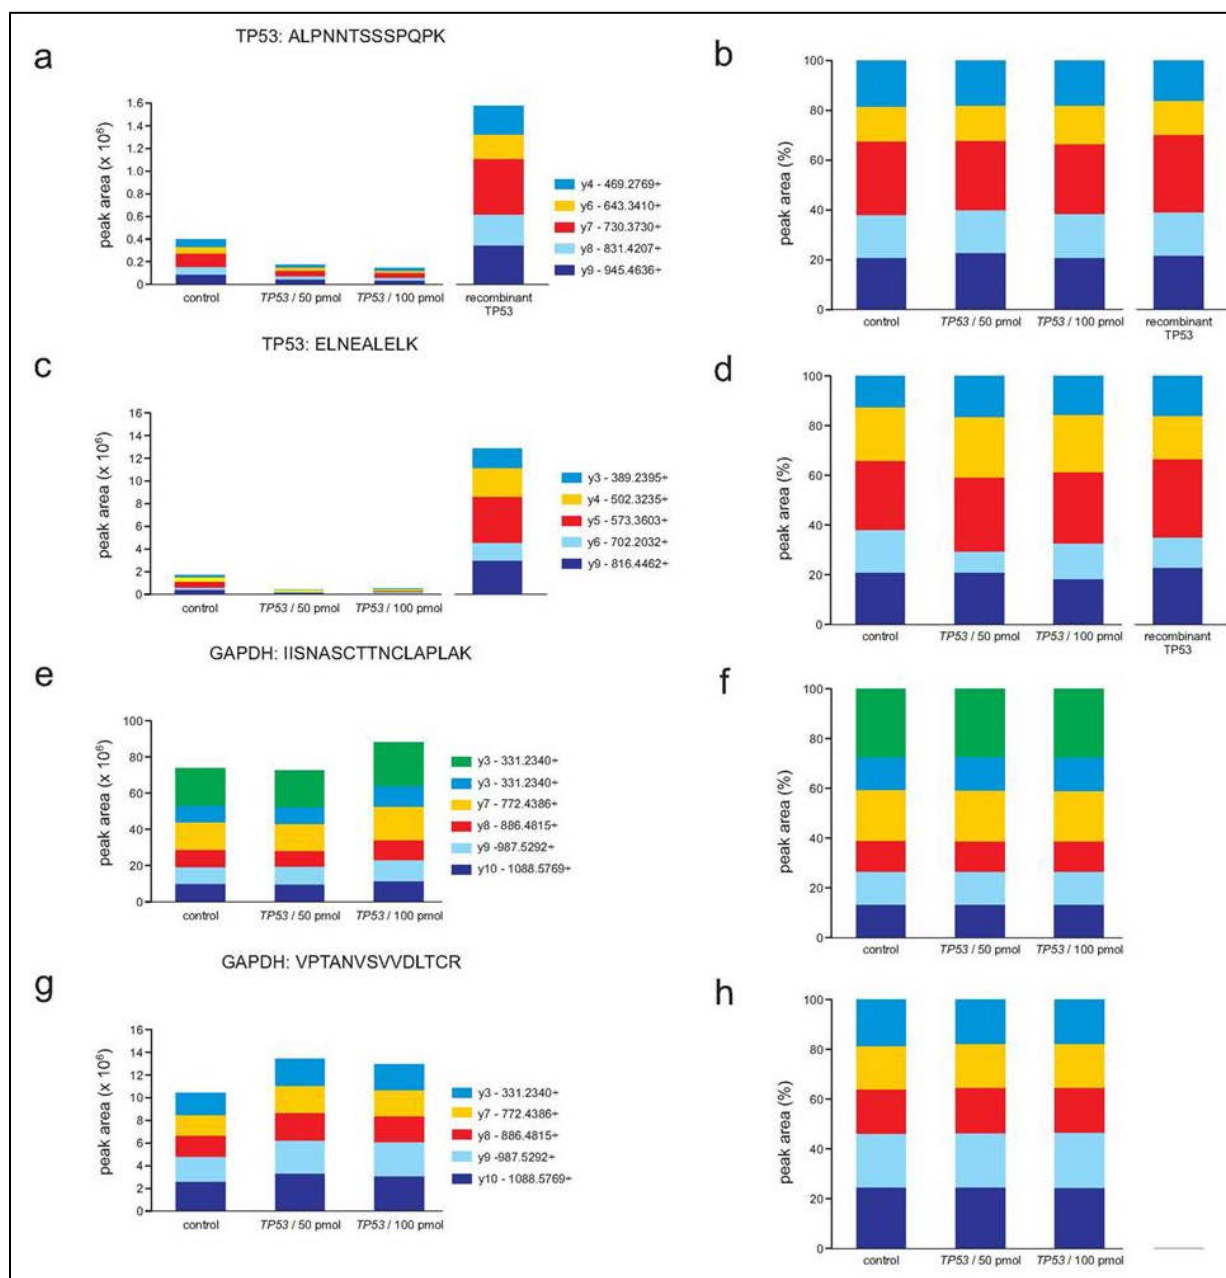 a
TP53: ALPNNTSSSPQPK
peak area (x 10⁶)
1.6
1.4
1.2
1.0
0.8
0.6
0.4
0.2
0
control
TP53 / 50 pmol
TP53 / 100 pmol
recombinant
TP53
y4 - 469.2769+
y6 - 643.3410+
y7 - 730.3730+
y8 - 831.4207+
y9 - 945.4636+
b
peak area (%)
100
80
60
40
20
0
control
TP53 / 50 pmol
TP53 / 100 pmol
recombinant
TP53
c
TP53: ELNEALELK
peak area (x 10⁶)
16
14
12
10
8
6
4
2
0
control
TP53 / 50 pmol
TP53 / 100 pmol
y3 - 389.2395+
y4 - 502.3235+
y5 - 573.3603+
y6 - 702.2032+
y9 - 816.4462+
d
peak area (%)
100
80
60
40
20
0
control
TP53 / 50 pmol
TP53 / 100 pmol
recombinant
TP53
e
GAPDH: IISNASCTTNCLAPLAK
peak area (x 10⁶)
100
80
60
40
20
0
control
TP53 / 50 pmol
TP53 / 100 pmol
y3 - 331.2340+
y3 - 331.2340+
y7 - 772.4386+
y8 - 886.4815+
y9 -987.5292+
y10 - 1088.5769+
f
peak area (%)
100
80
60
40
20
0
control
TP53 / 50 pmol
TP53 / 100 pmol
g
GAPDH: VPTANVSVVDLTCR
peak area (x 10⁶)
16
14
12
10
8
6
4
2
0
control
TP53 / 50 pmol
TP53 / 100 pmol
y3 - 331.2340+
y7 - 772.4386+
y8 - 886.4815+
y9 -987.5292+
y10 - 1088.5769+
h
peak area (%)
100
80
60
40
20
0
control
TP53 / 50 pmol
TP53 / 100 pmol